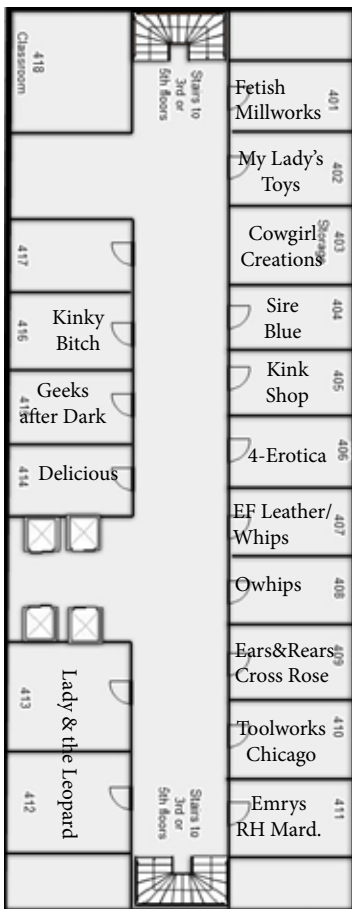 418
Classroom
Stairs to
3rd or
5th floors
401
Fetish
Millworks
402
My Lady's
Toys
403
Storage
Cowgirl
Creations
417
404
Sire
Blue
416
Kinky
Bitch
405
Kink
Shop
415
Geeks
after Dark
406
4-Erotica
414
Delicious
407
EF Leather/
Whips
408
Owhips
409
Ears&Rears
Cross Rose
413
Lady & the Leopard
410
Toolworks
Chicago
412
Stairs to
3rd or
5th floors
411
Emrys
RH Mard.